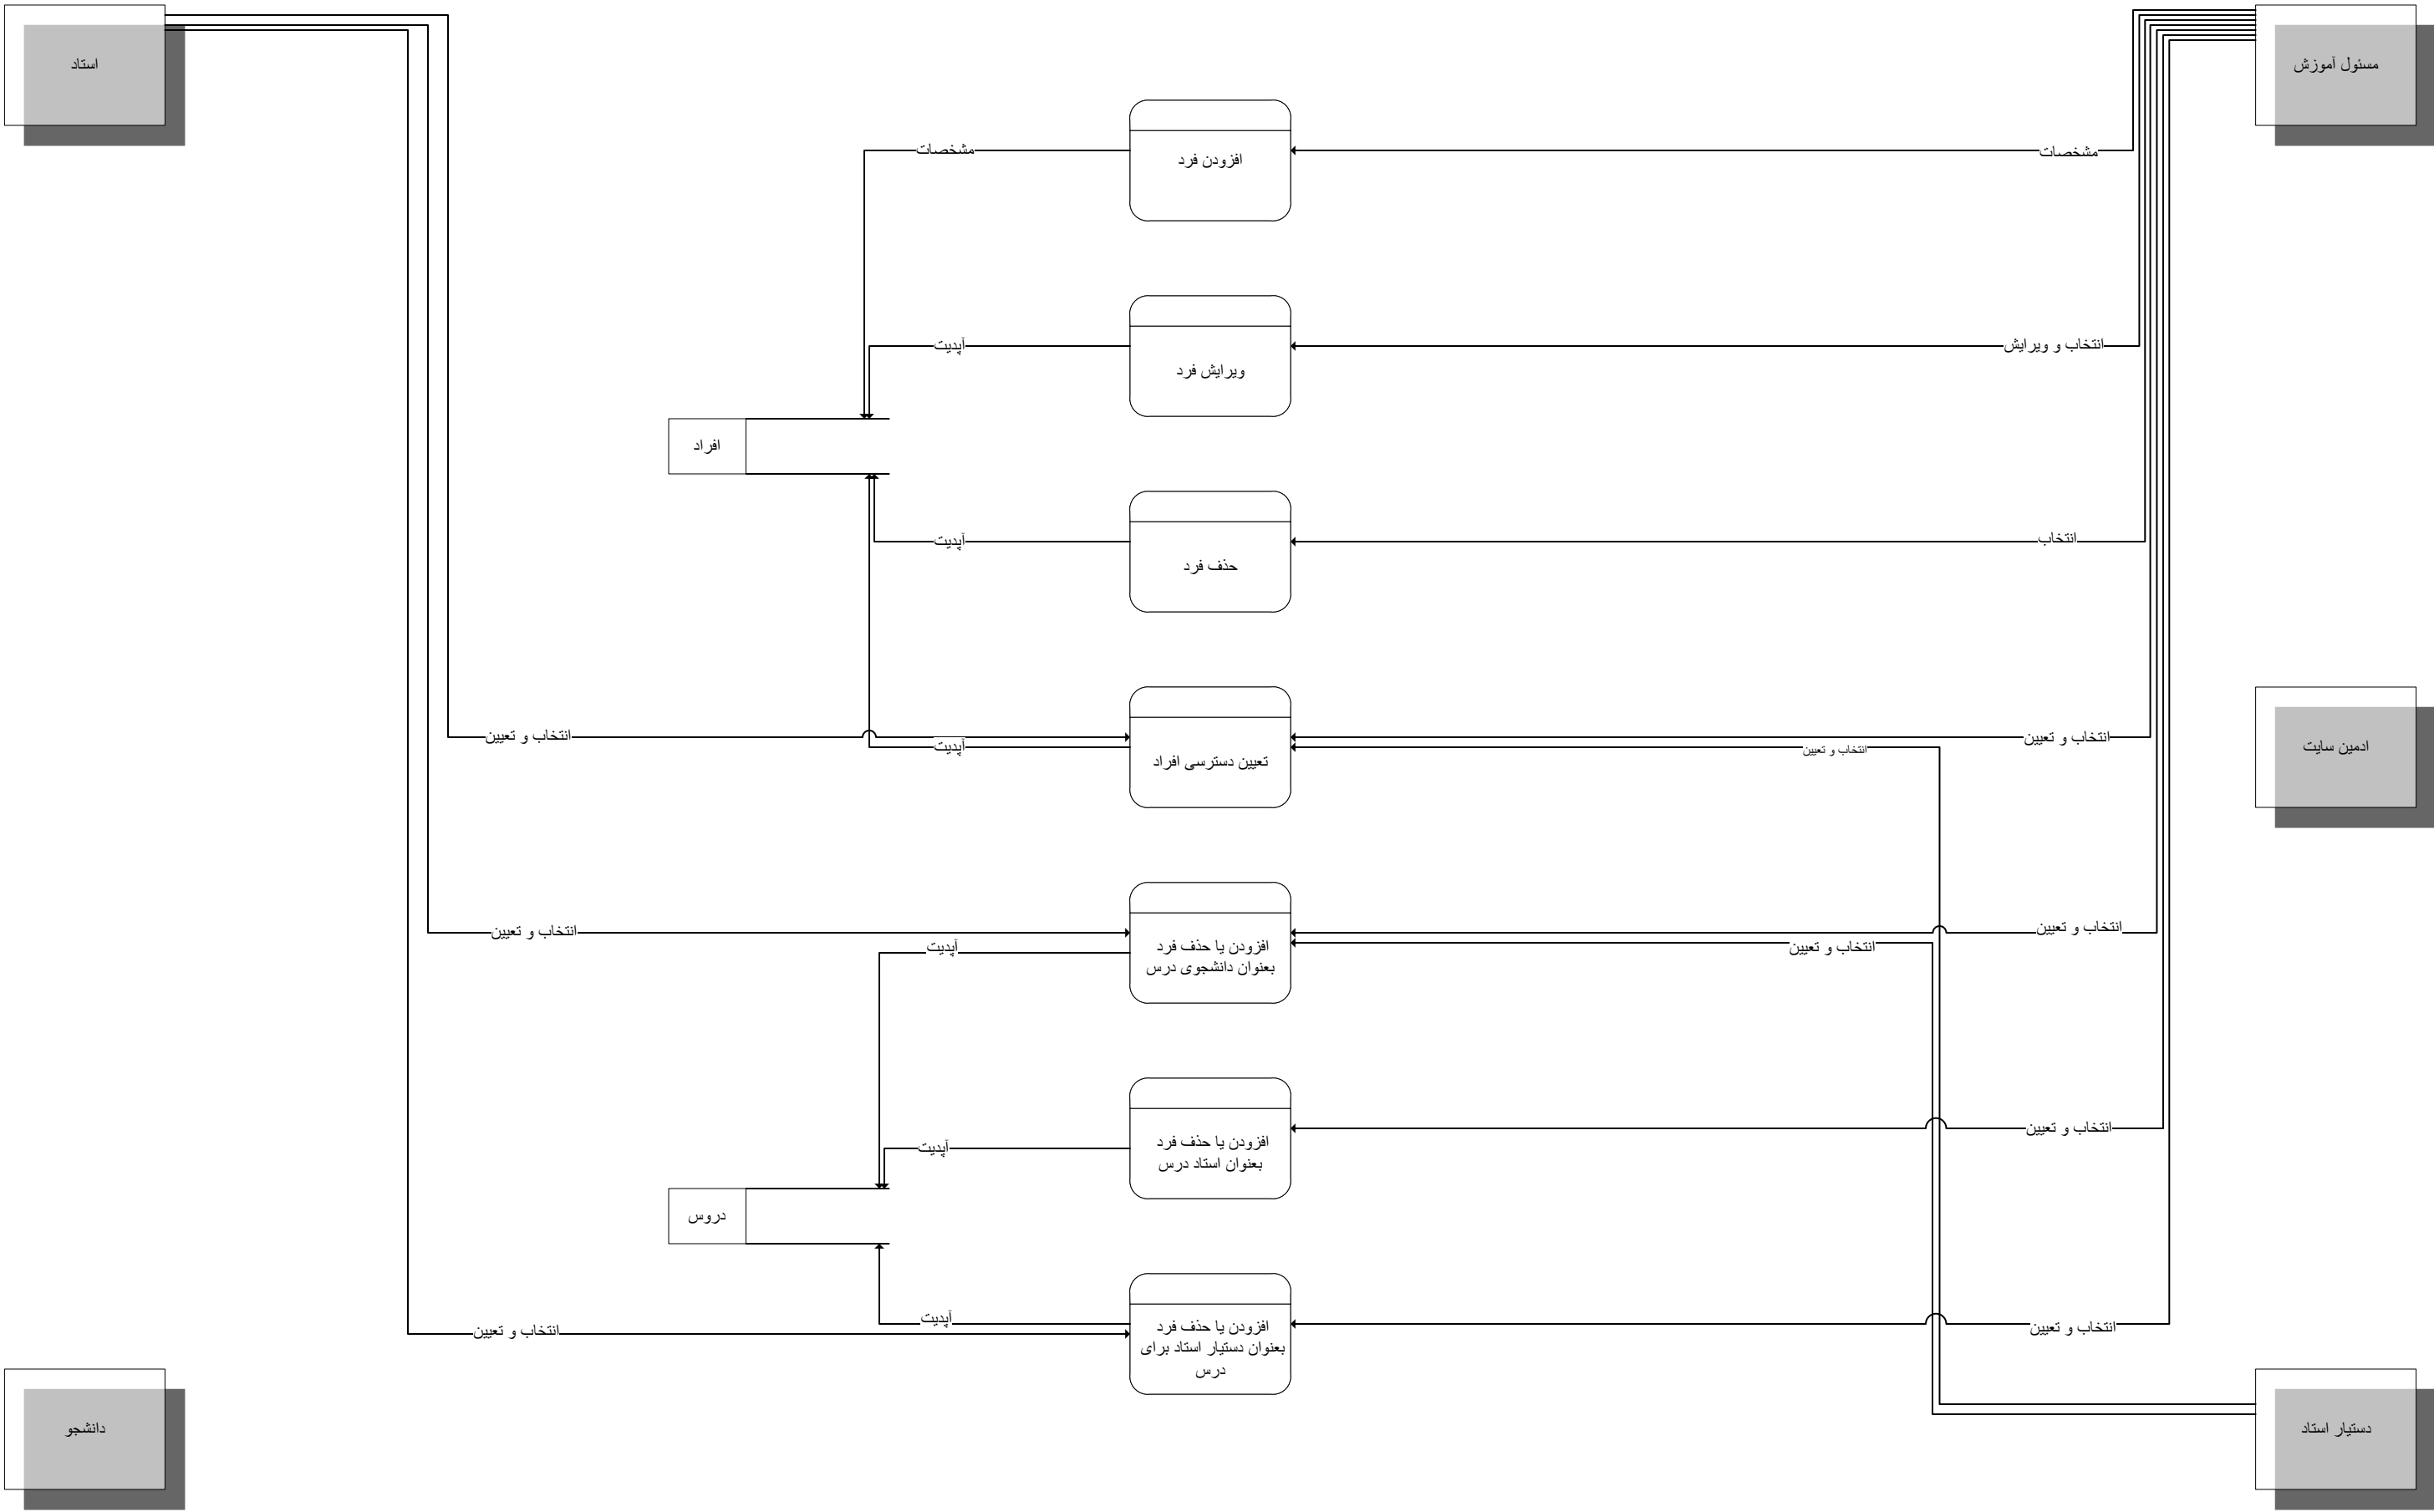 مسئول آموزش
استاد
افزودن فرد
مشخصات
مشخصات
انتخاب و ویرایش
آپدیت
ویرایش فرد
افراد
انتخاب
آپدیت
حذف فرد
انتخاب و تعیین
انتخاب و تعیین
آپدیت
انتخاب و تعیین
تعیین دسترسی افراد
ادمین سایت
انتخاب و تعیین
انتخاب و تعیین
انتخاب و تعیین
آپدیت
افزودن یا حذف فرد
بعنوان دانشجوی درس
انتخاب و تعیین
آپدیت
افزودن یا حذف فرد
بعنوان استاد درس
دروس
انتخاب و تعیین
آپدیت
انتخاب و تعیین
افزودن یا حذف فرد
بعنوان دستیار استاد برای
درس
دستیار استاد
دانشجو